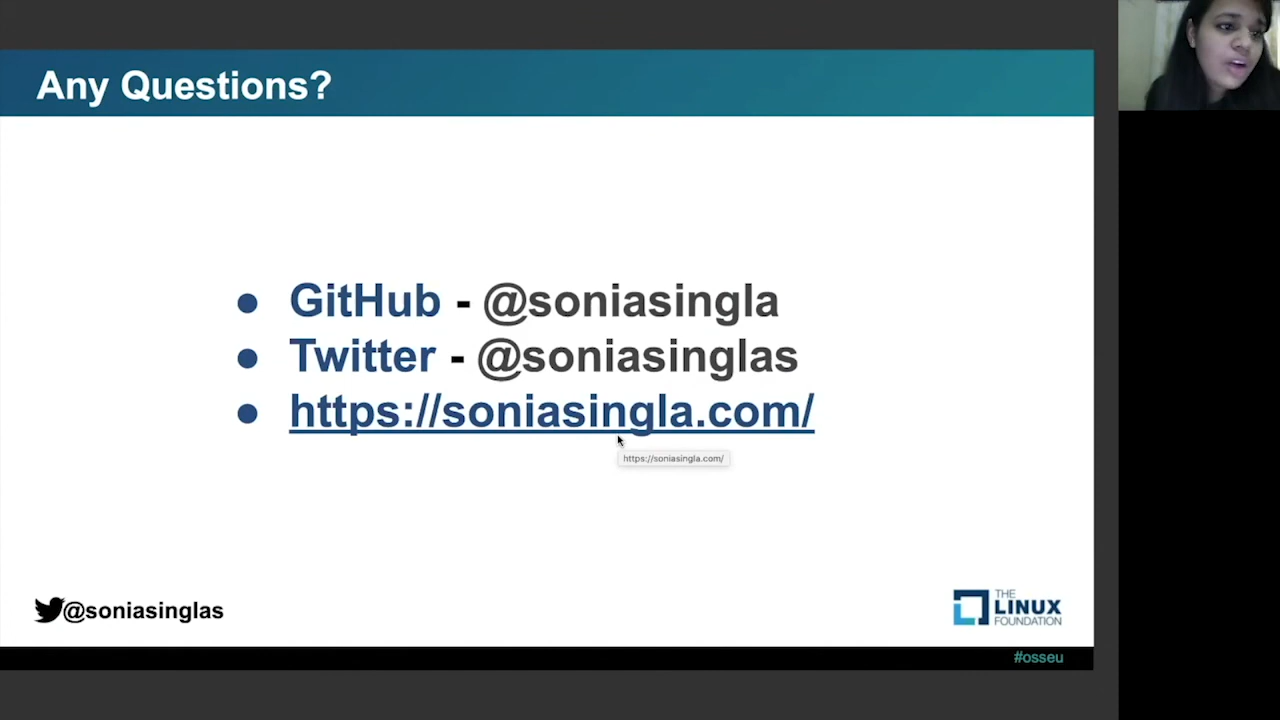 Any Questions?
● GitHub - @soniasingla
● Twitter - @soniasinglas
● https://soniasingla.com/
https://soniasingla.com/
@soniasinglas
THE
LINUX
FOUNDATION
#osseu